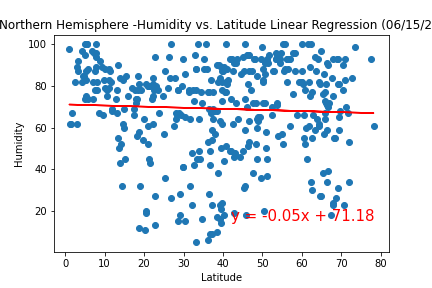 Northern Hemisphere -Humidity vs. Latitude Linear Regression (06/15/2
100
80
60
40
20
Humidity
y = -0.05x + 71.18
0 10 20 30 40 50 60 70 80
Latitude